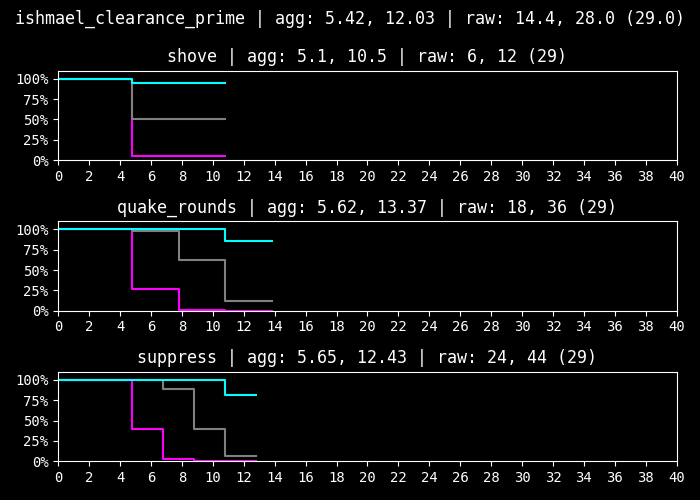 ishmael_clearance_prime | agg: 5.42, 12.03 | raw: 14.4, 28.0 (29.0)
shove | agg: 5.1, 10.5 | raw: 6, 12 (29)
100%
75%
50%
25%
0%
0 2 4 6 8 10 12 14 16 18 20 22 24 26 28 30 32 34 36 38 40
quake_rounds | agg: 5.62, 13.37 | raw: 18, 36 (29)
100%
75%
50%
25%
0%
0 2 4 6 8 10 12 14 16 18 20 22 24 26 28 30 32 34 36 38 40
suppress | agg: 5.65, 12.43 | raw: 24, 44 (29)
100%
75%
50%
25%
0%
0 2 4 6 8 10 12 14 16 18 20 22 24 26 28 30 32 34 36 38 40